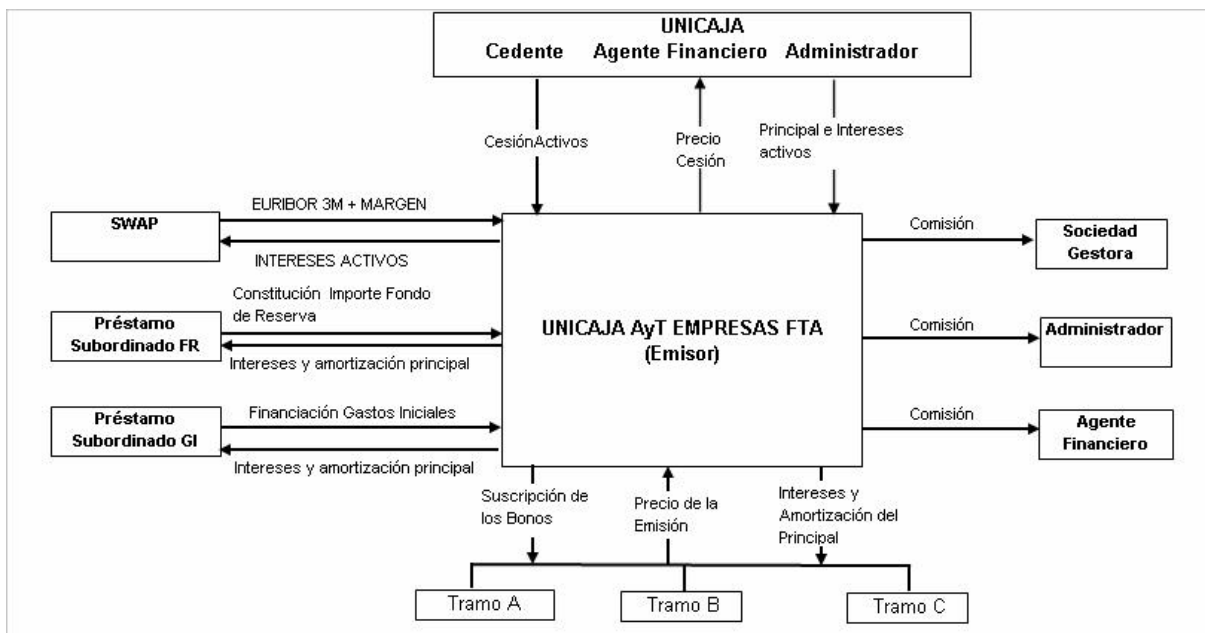 UNICAJA
Cedente Agente Financiero Administrador
CesiónActivos
Precio
Cesión
Principal e Intereses
activos
SWAP
EURIBOR 3M + MARGEN
INTERESES ACTIVOS
Préstamo
Subordinado FR
Constitución Importe Fondo
de Reserva
Intereses y amortización principal
Préstamo
Subordinado GI
Financiación Gastos Iniciales
Intereses y amortización principal
UNICAJA AyT EMPRESAS FTA
(Emisor)
Comisión
Sociedad
Gestora
Comisión
Administrador
Comisión
Agente
Financiero
Suscripción de
los Bonos
Precio de la
Emisión
Intereses y
Amortización del
Principal
Tramo A
Tramo B
Tramo C